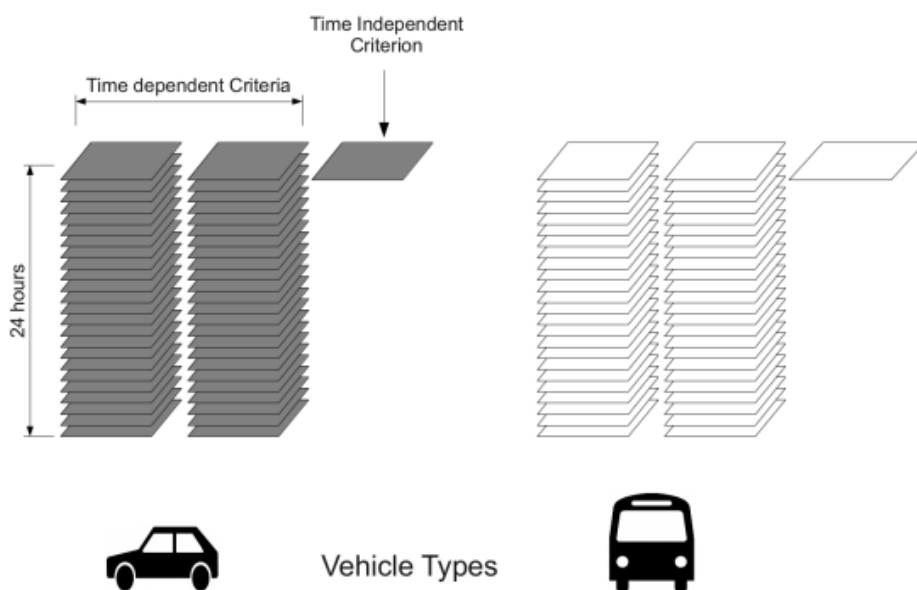 Time Independent
Criterion
Time dependent Criteria
24 hours
Vehicle Types